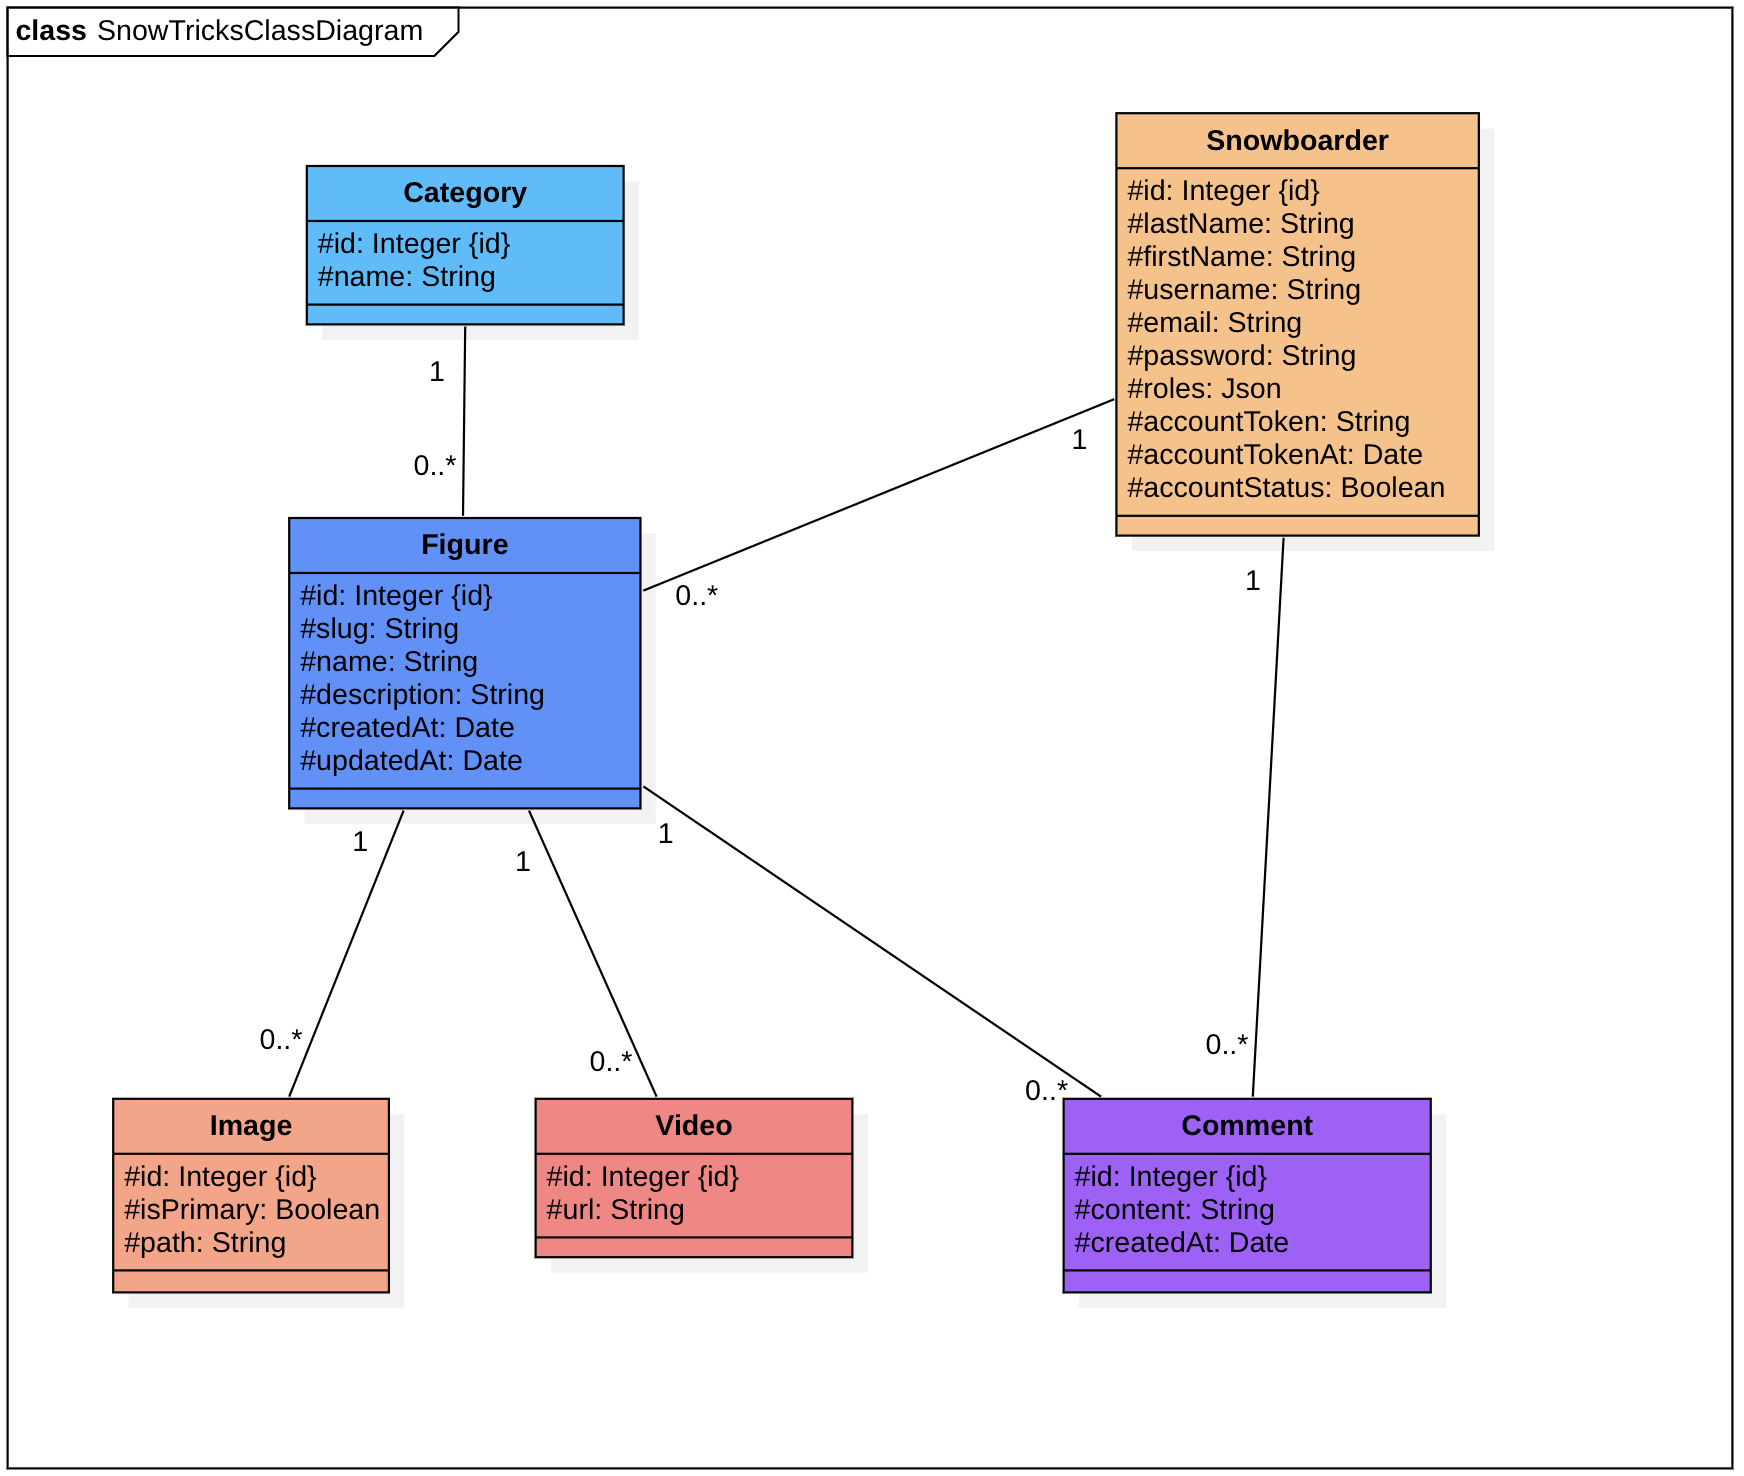 class SnowTricksClassDiagram
Category
#id: Integer {id}
#name: String
1
0..*
Snowboarder
#id: Integer {id}
#lastName: String
#firstName: String
#username: String
#email: String
#password: String
#roles: Json
#accountToken: String
#accountTokenAt: Date
#accountStatus: Boolean
1
0..*
1
0..*
Figure
#id: Integer {id}
#slug: String
#name: String
#description: String
#createdAt: Date
#updatedAt: Date
1
0..*
1
0..*
1
0..*
Image
#id: Integer {id}
#isPrimary: Boolean
#path: String
Video
#id: Integer {id}
#url: String
Comment
#id: Integer {id}
#content: String
#createdAt: Date